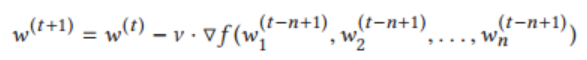 w^{(t+1)} = w^{(t)} − ν · ∇f(w_1^{(t−n+1)}, w_2^{(t−n+1)}, . . . , w_n^{(t−n+1)})